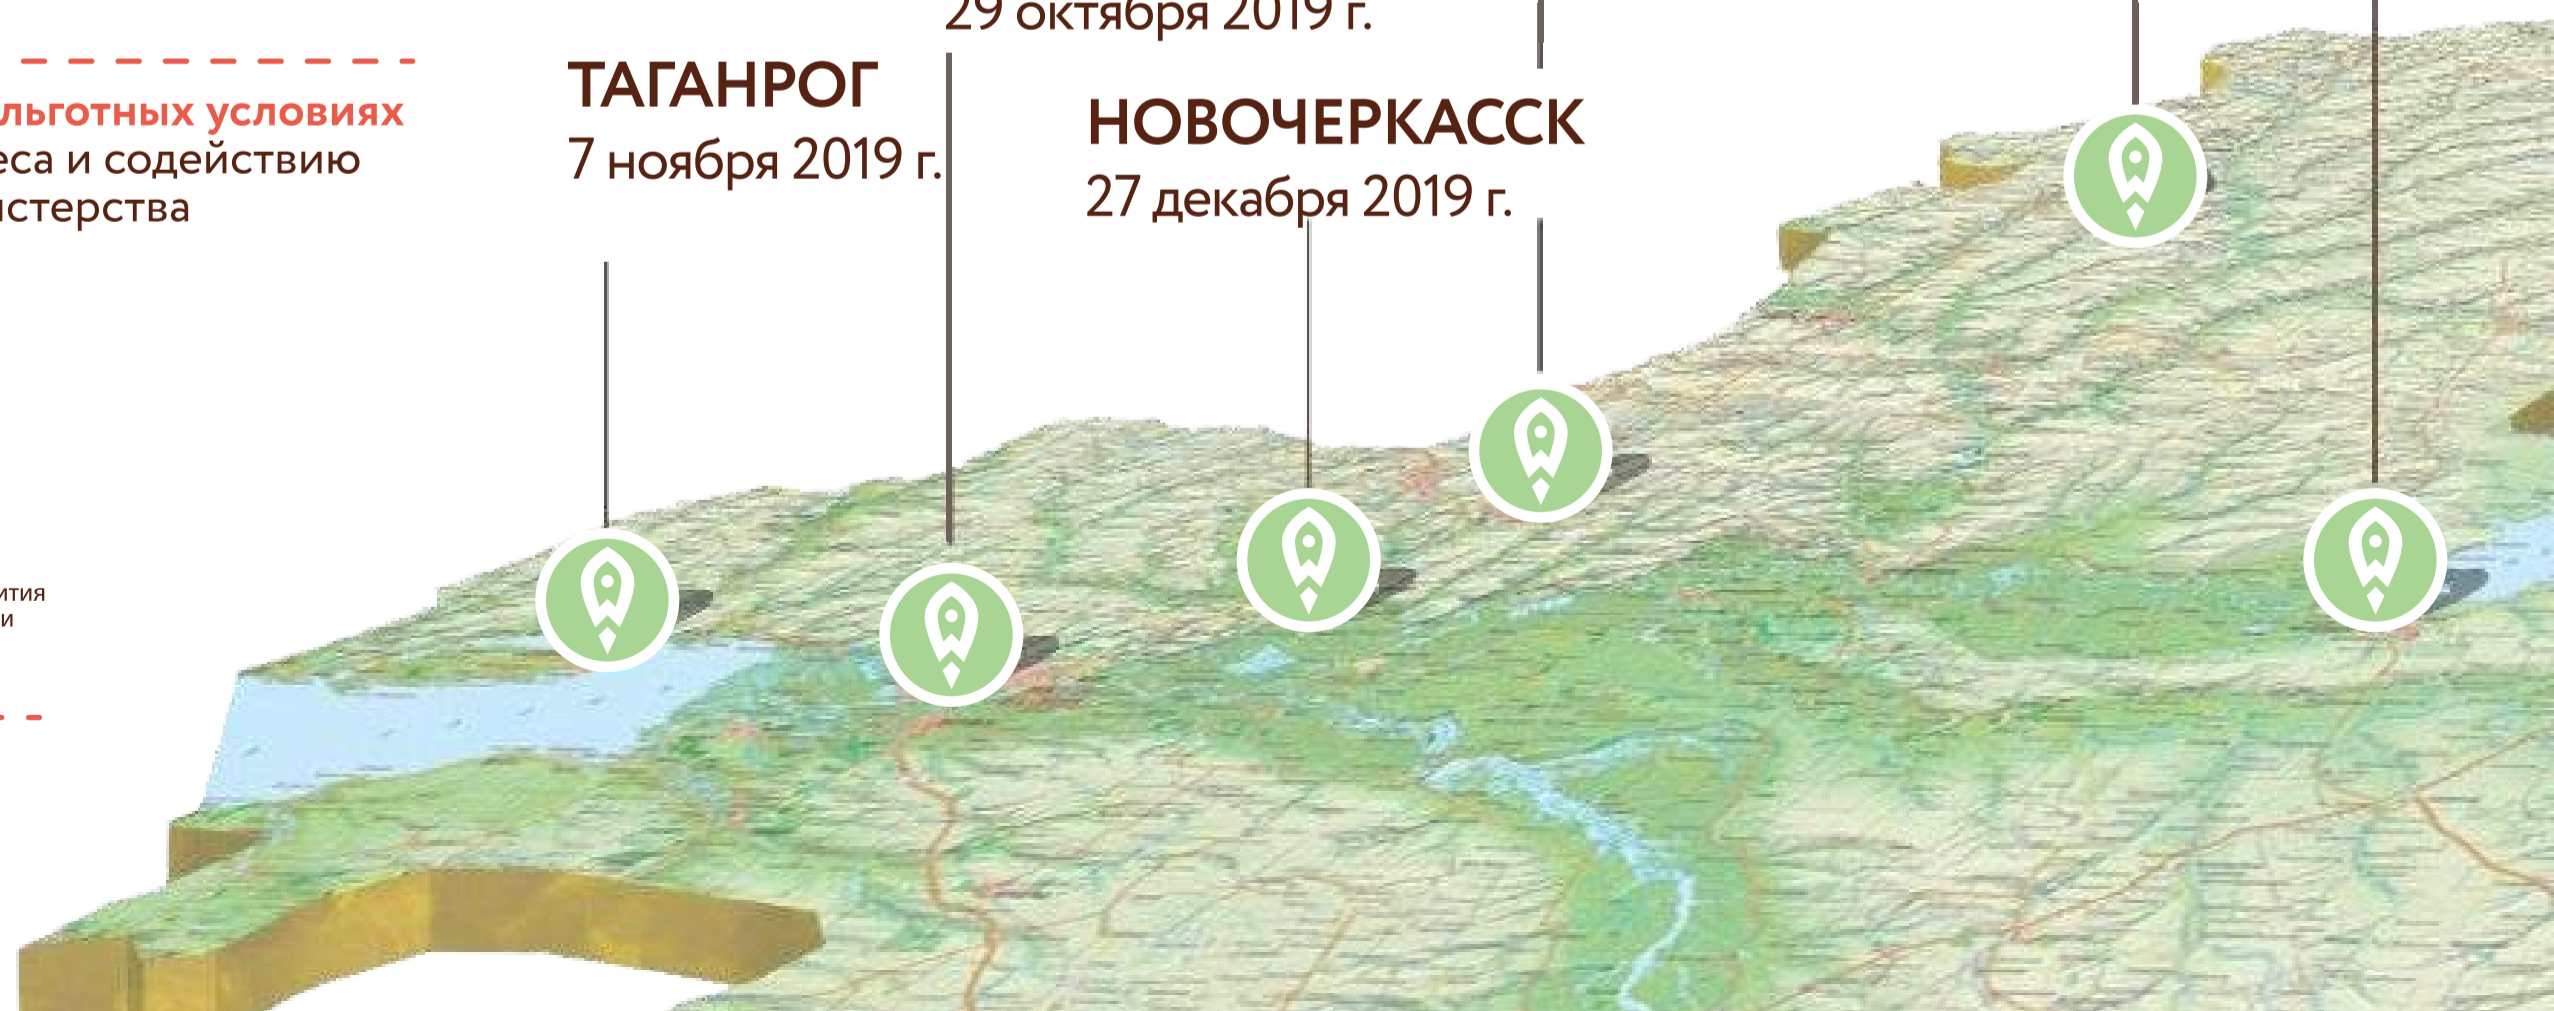 29 октября 2019 г.
льготных условиях
еса и содействию
истерства
ТАГАНРОГ
7 ноября 2019 г.
НОВОЧЕРКАССК
27 декабря 2019 г.
ития
и